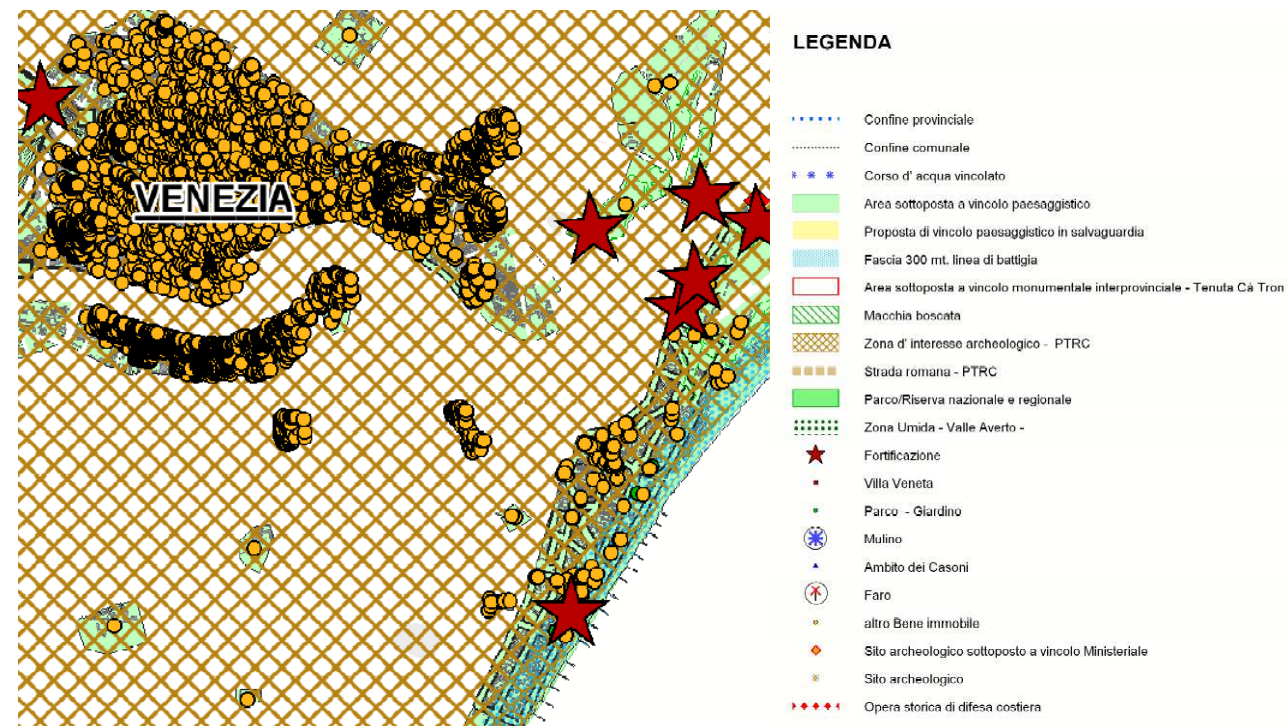 VENEZIA
LEGENDA
Confine provinciale
Confine comunale
Corso d' acqua vincolato
Area sottoposta a vincolo paesaggistico
Proposta di vincolo paesaggistico in salvaguardia
Fascia 300 mt. linea di battigia
Area sottoposta a vincolo monumentale interprovinciale - Tenuta Cà Tron
Macchia boscata
Zona d' interesse archeologico - PTRC
Strada romana - PTRC
Parco/Riserva nazionale e regionale
Zona Umida - Valle Averto -
Fortificazione
Villa Veneta
Parco - Giardino
Mulino
Ambito dei Casoni
Faro
altro Bene immobile
Sito archeologico sottoposto a vincolo Ministeriale
Sito archeologico
Opera storica di difesa costiera